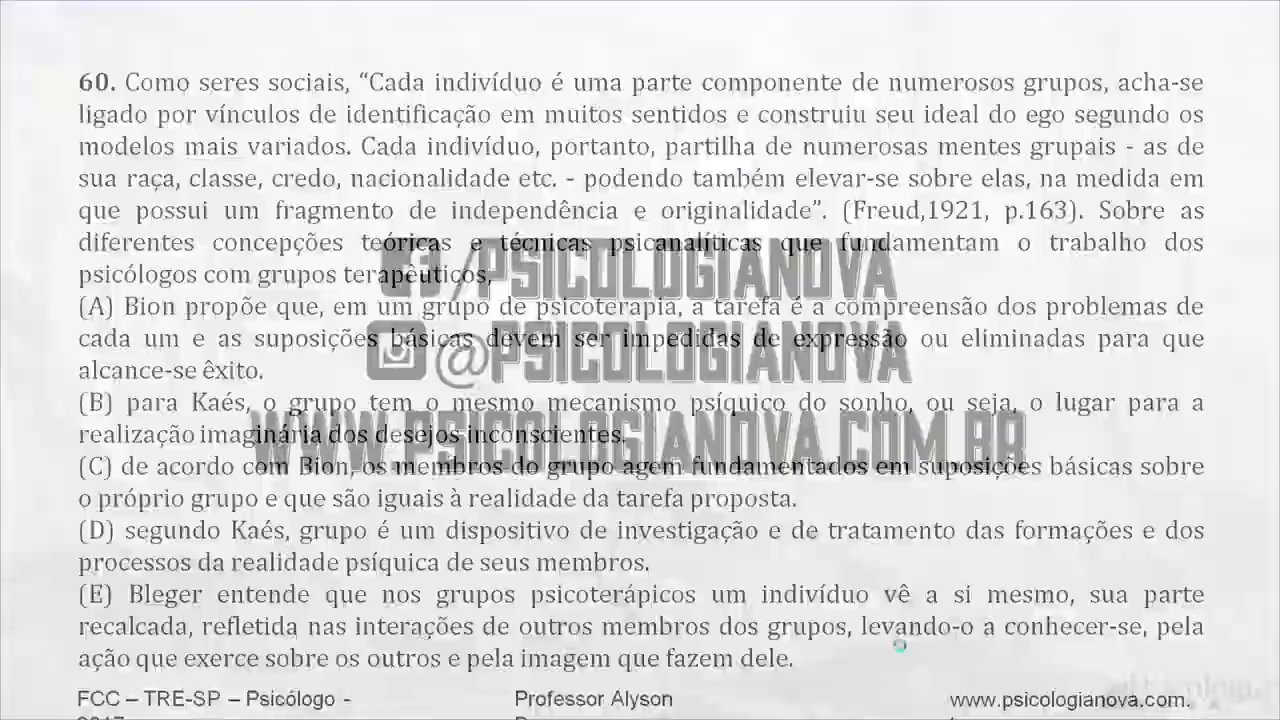 60. Como seres sociais, “Cada indivíduo é uma parte componente de numerosos grupos, acha-se
ligado por vínculos de identificação em muitos sentidos e construiu seu ideal do ego segundo os
modelos mais variados. Cada indivíduo, portanto, partilha de numerosas mentes grupais - as de
sua raça, classe, credo, nacionalidade etc. - podendo também elevar-se sobre elas, na medida em
que possui um fragmento de independência e originalidade”. (Freud,1921, p.163). Sobre as
diferentes concepções teóricas e técnicas psicanalíticas que fundamentam o trabalho dos
psicólogos com grupos terapêuticos,
/PSICOLOGIANOVA
(A) Bion propõe que, em um grupo de psicoterapia, a tarefa é a compreensão dos problemas de
cada um e as suposições básicas devem ser impedidas de expressão ou eliminadas para que
@PSICOLOGIANOVA
alcance-se êxito.
(B) para Kaés, o grupo tem o mesmo mecanismo psíquico do sonho, ou seja, o lugar para a
realização imaginária dos desejos inconscientes.
WWW.PSICOLOGIANOVA.COM.BR
(C) de acordo com Bion, os membros do grupo agem fundamentados em suposições básicas sobre
o próprio grupo e que são iguais à realidade da tarefa proposta.
(D) segundo Kaés, grupo é um dispositivo de investigação e de tratamento das formações e dos
processos da realidade psíquica de seus membros.
(E) Bleger entende que nos grupos psicoterápicos um indivíduo vê a si mesmo, sua parte
recalcada, refletida nas interações de outros membros dos grupos, levando-o a conhecer-se, pela
ação que exerce sobre os outros e pela imagem que fazem dele.
FCC – TRE-SP – Psicólogo -
Professor Alyson
www.psicologianova.com.